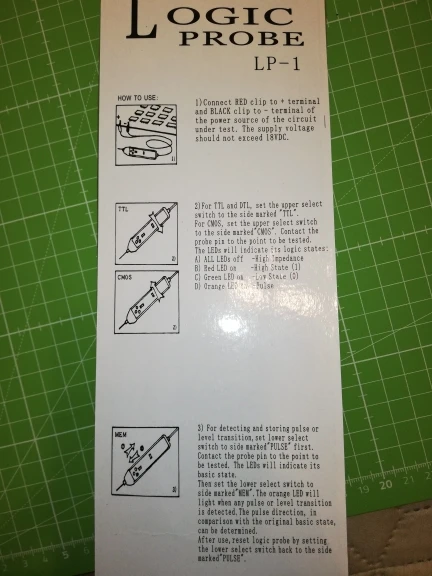 LOGIC
PROBE
LP-1
HOW TO USE:
1)
1)Connect RED clip to + terminal
and BLACK clip to - terminal of
the power source of the circuit
under test. The supply voltage
should not exceed 18VDC.
TTL
2)
CMOS
2)
2)For TTL and DTL, set the upper select
switch to the side marked "TTL".
For CMOS, set the upper select switch
to the side marked"CMOS". Contact the
probe pin to the point to be tested.
The LEDs will indicate its logic states:
A) ALL LEDs off -High Impedance
B) Red LED on -High State (1)
C) Green LED on -Low State (0)
D) Orange LED -Pulse
MEM
3)
3) For detecting and storing pulse or
level transition, set lower select
switch to side marked"PULSE" first.
Contact the probe pin to the point to
be tested. The LEDs will indicate its
basic state.
Then set the lower select switch to
side marked"MEM". The orange LED will
light when any pulse or level transition
is detected. The pulse direction, in
comparison with the original basic state,
can be determined.
After use, reset logic probe by setting
the lower select switch back to the side
marked"PULSE".
19 20 21
5